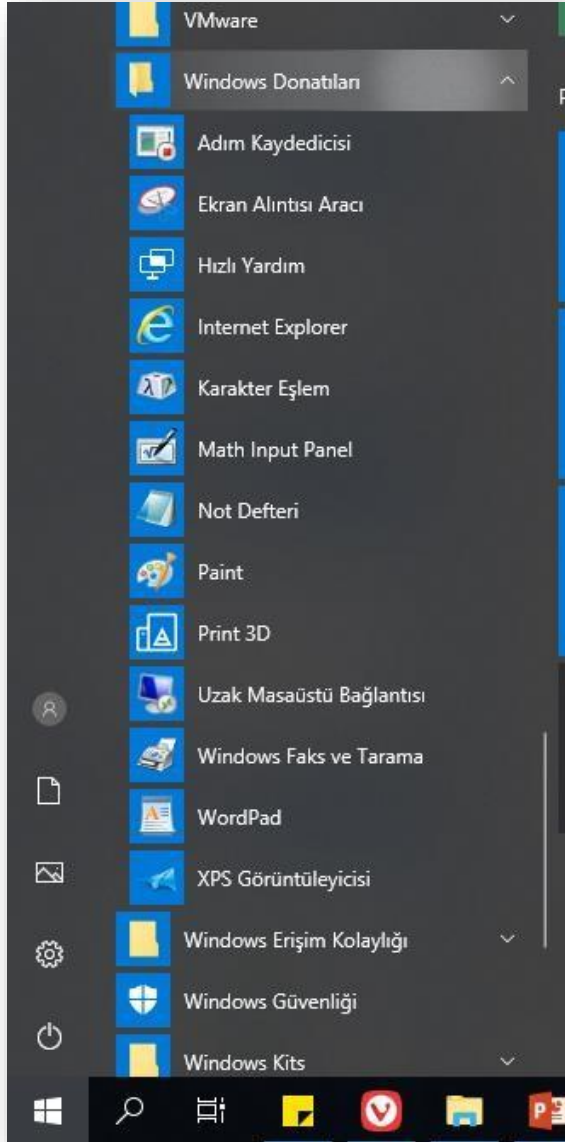 VMware
Windows Donatıları
Adım Kaydedicisi
Ekran Alıntısı Aracı
Hızlı Yardım
Internet Explorer
Karakter Eşlem
Math Input Panel
Not Defteri
Paint
Print 3D
Uzak Masaüstü Bağlantısı
Windows Faks ve Tarama
WordPad
XPS Görüntüleyicisi
Windows Erişim Kolaylığı
Windows Güvenliği
Windows Kits